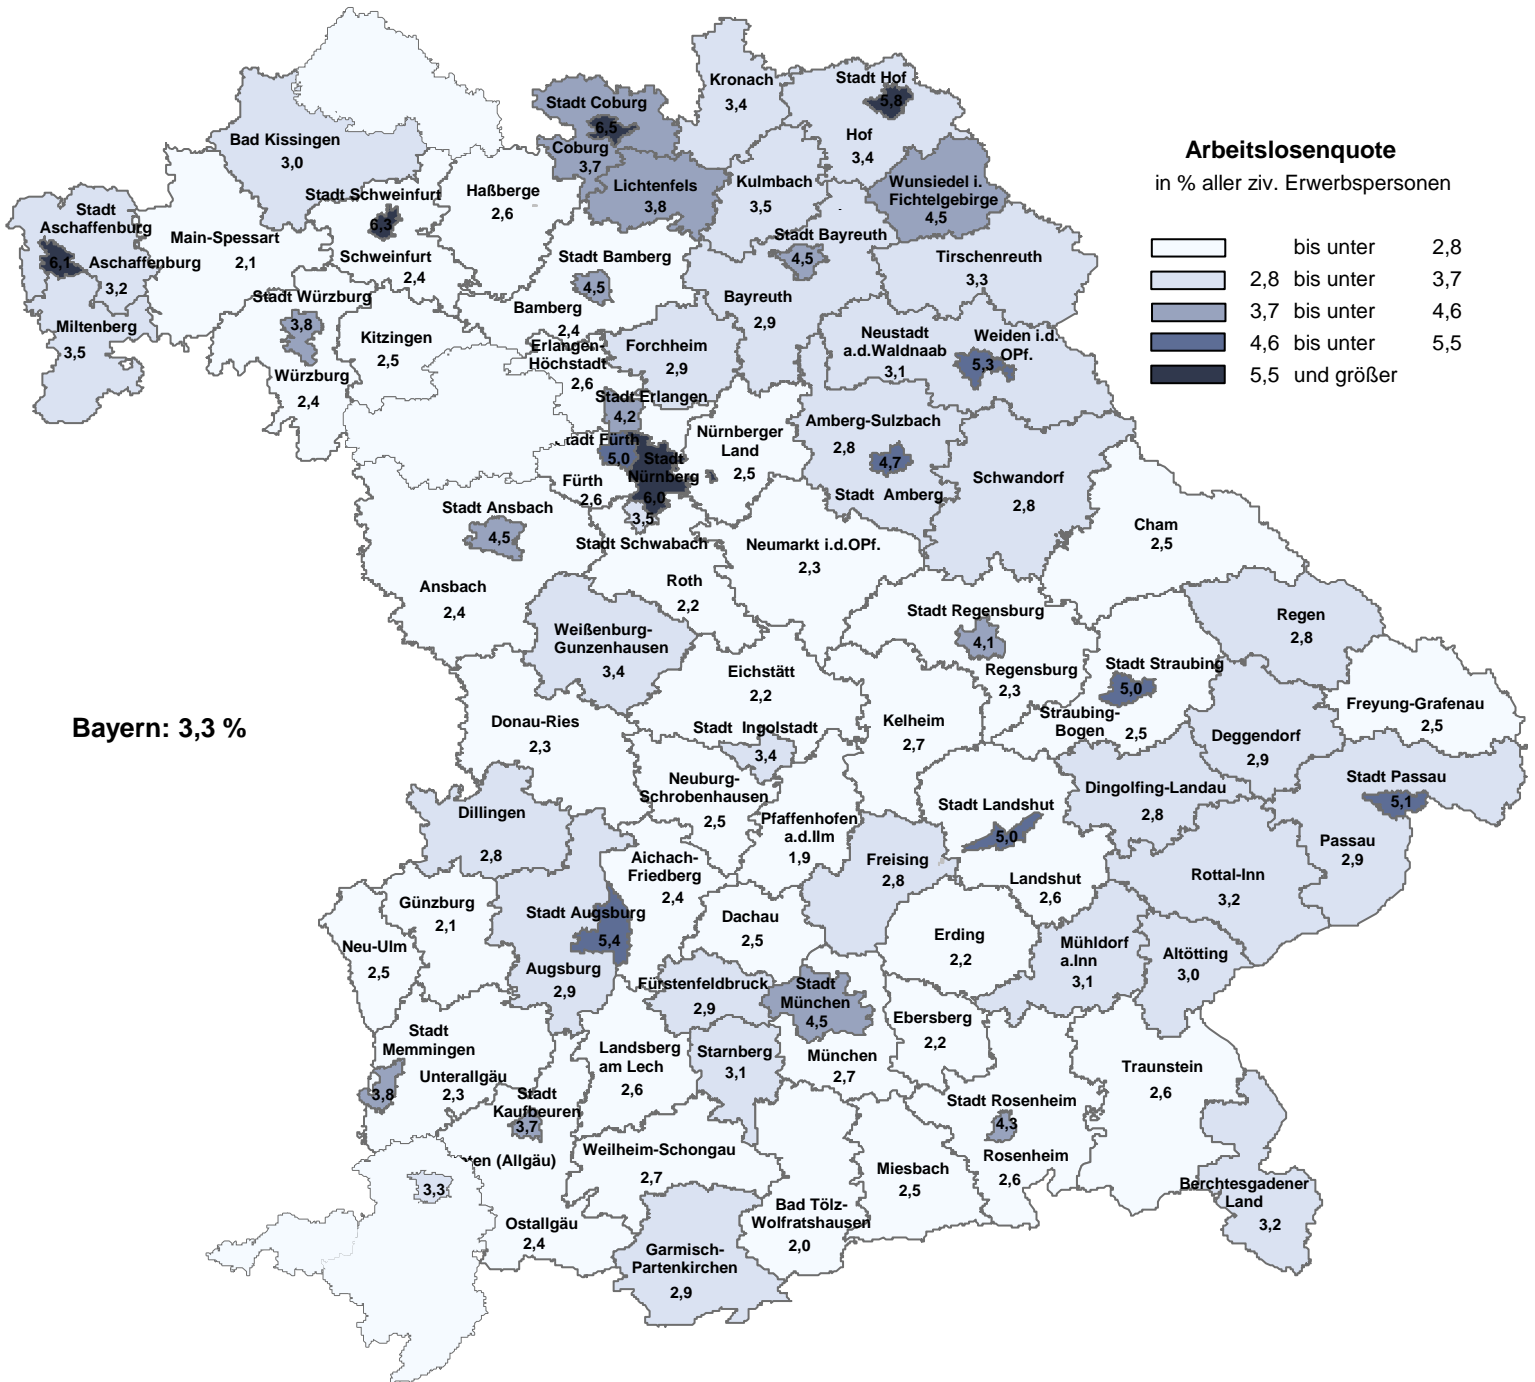 Arbeitslosenquote
in % aller ziv. Erwerbspersonen
bis unter 2,8
2,8 bis unter 3,7
3,7 bis unter 4,6
4,6 bis unter 5,5
5,5 und größer
Bayern: 3,3 %
Kronach
3,4
Stadt Hof
5,8
Hof
3,4
Stadt Coburg
6,5
Coburg
3,7
Lichtenfels
3,8
Kulmbach
3,5
Wunsiedel i.
Fichtelgebirge
4,5
Bad Kissingen
3,0
Stadt Schweinfurt
6,3
Schweinfurt
2,4
Haßberge
2,6
Stadt
Aschaffenburg
6,1
Aschaffenburg
3,2
Main-Spessart
2,1
Miltenberg
3,5
Stadt Würzburg
3,8
Würzburg
2,4
Kitzingen
2,5
Stadt Bamberg
4,5
Bamberg
2,4
Stadt Bayreuth
4,5
Bayreuth
2,9
Tirschenreuth
3,3
Erlangen-
Höchstadt
2,6
Forchheim
2,9
Neustadt
a.d.Waldnaab
3,1
Weiden i.d.
OPf.
5,3
Stadt Erlangen
4,2
tadt Fürth
5,0
Stadt
Nürnberg
6,0
Nürnberger
Land
2,5
Fürth
2,6
3,5
Stadt Schwabach
Amberg-Sulzbach
2,8
4,7
Stadt Amberg
Schwandorf
2,8
Cham
2,5
Stadt Ansbach
4,5
Ansbach
2,4
Roth
2,2
Neumarkt i.d.OPf.
2,3
Weißenburg-
Gunzenhausen
3,4
Stadt Regensburg
4,1
Regensburg
2,3
Regen
2,8
Stadt Straubing
5,0
Straubing-
Bogen
2,5
Freyung-Grafenau
2,5
Deggendorf
2,9
Eichstätt
2,2
Stadt Ingolstadt
3,4
Kelheim
2,7
Donau-Ries
2,3
Neuburg-
Schrobenhausen
2,5
Pfaffenhofen
a.d.Ilm
1,9
Stadt Landshut
5,0
Landshut
2,6
Dingolfing-Landau
2,8
Stadt Passau
5,1
Passau
2,9
Rottal-Inn
3,2
Dillingen
2,8
Aichach-
Friedberg
2,4
Freising
2,8
Günzburg
2,1
Stadt Augsburg
5,4
Augsburg
2,9
Dachau
2,5
Erding
2,2
Mühldorf
a.Inn
3,1
Altötting
3,0
Neu-Ulm
2,5
Fürstenfeldbruck
2,9
Stadt
München
4,5
München
2,7
Ebersberg
2,2
Stadt
Memmingen
3,8
Unterallgäu
2,3
Landsberg
am Lech
2,6
Starnberg
3,1
Traunstein
2,6
Stadt
Kaufbeuren
3,7
Stadt Rosenheim
4,3
Rosenheim
2,6
ten (Allgäu)
3,3
Weilheim-Schongau
2,7
Miesbach
2,5
Berchtesgadener
Land
3,2
Ostallgäu
2,4
Bad Tölz-
Wolfratshausen
2,0
Garmisch-
Partenkirchen
2,9